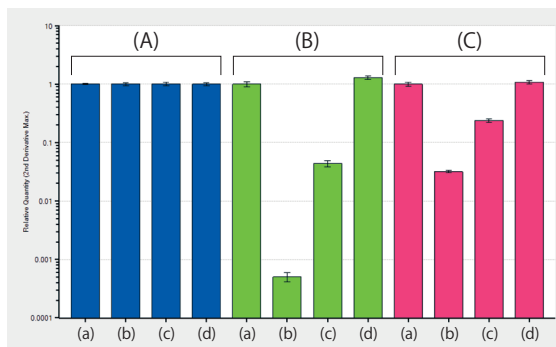 (A) (B) (C)
10
1
0.1
0.01
0.001
0.0001
Relative Quantity (2nd Derivative Max.)
(a) (b) (c) (d) (a) (b) (c) (d) (a) (b) (c) (d)